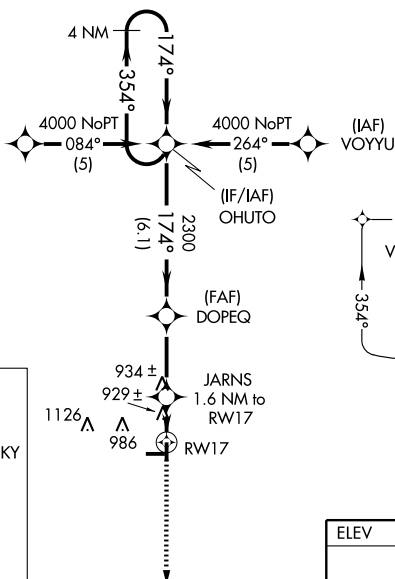 4 NM
174°
354°
4000 NoPT
084°
(5)
4000 NoPT
264°
(5)
(IAF)
VOYYU
(IF/IAF)
OHUTO
2300
174°
(6.1)
V
354°
(FAF)
DOPEQ
934 ±
929 ±
JARNS
1.6 NM to
RW17
1126
986
RW17
KY
ELEV